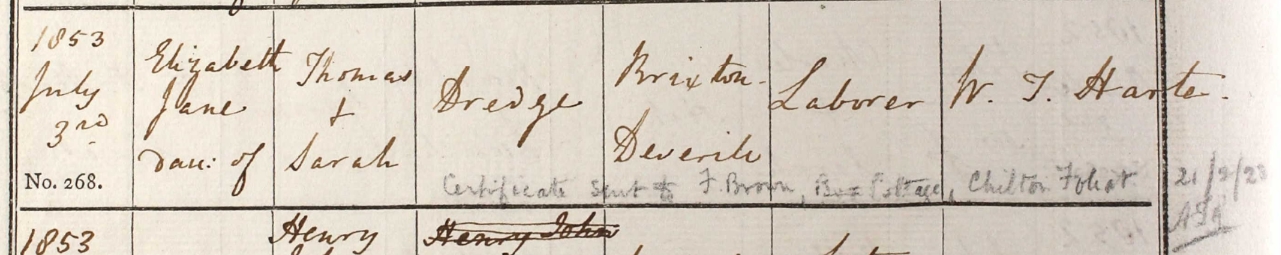 1853
July
3rd
No. 268.
Elizabeth
Jane
dau: of
Thomas
&
Sarah
Dredge
Brixton
Deverill
Laborer
W. T. Harte.
Certificate sent to F. Brown, Box Cottage, Chilton Foliat
21/2/23
1853
Henry
Henry John